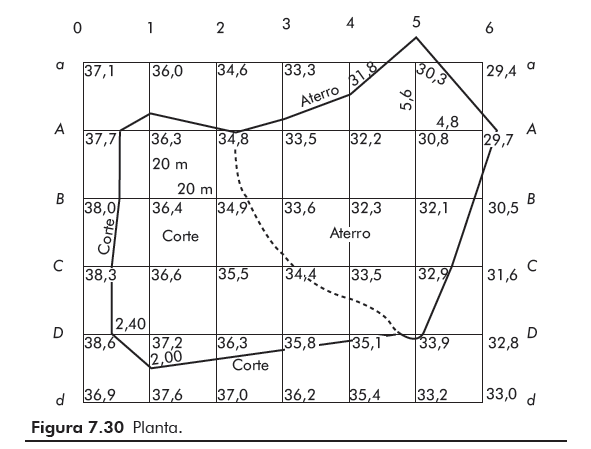 0 1 2 3 4 5 6
a 37,1 36,0 34,6 33,3 31,8 30,3 29,4 a
Aterro
5,6
4,8
A 37,7 36,3 34,8 33,5 32,2 30,8 29,7 A
20 m
20 m
B 38,0 36,4 34,9 33,6 32,3 32,1 30,5 B
Corte
Corte
Aterro
C 38,3 36,6 35,5 34,4 33,5 32,9 31,6 C
2,40
D 38,6 37,2 36,3 35,8 35,1 33,9 32,8 D
2,00
Corte
d 36,9 37,6 37,0 36,2 35,4 33,2 33,0 d
Figura 7.30 Planta.